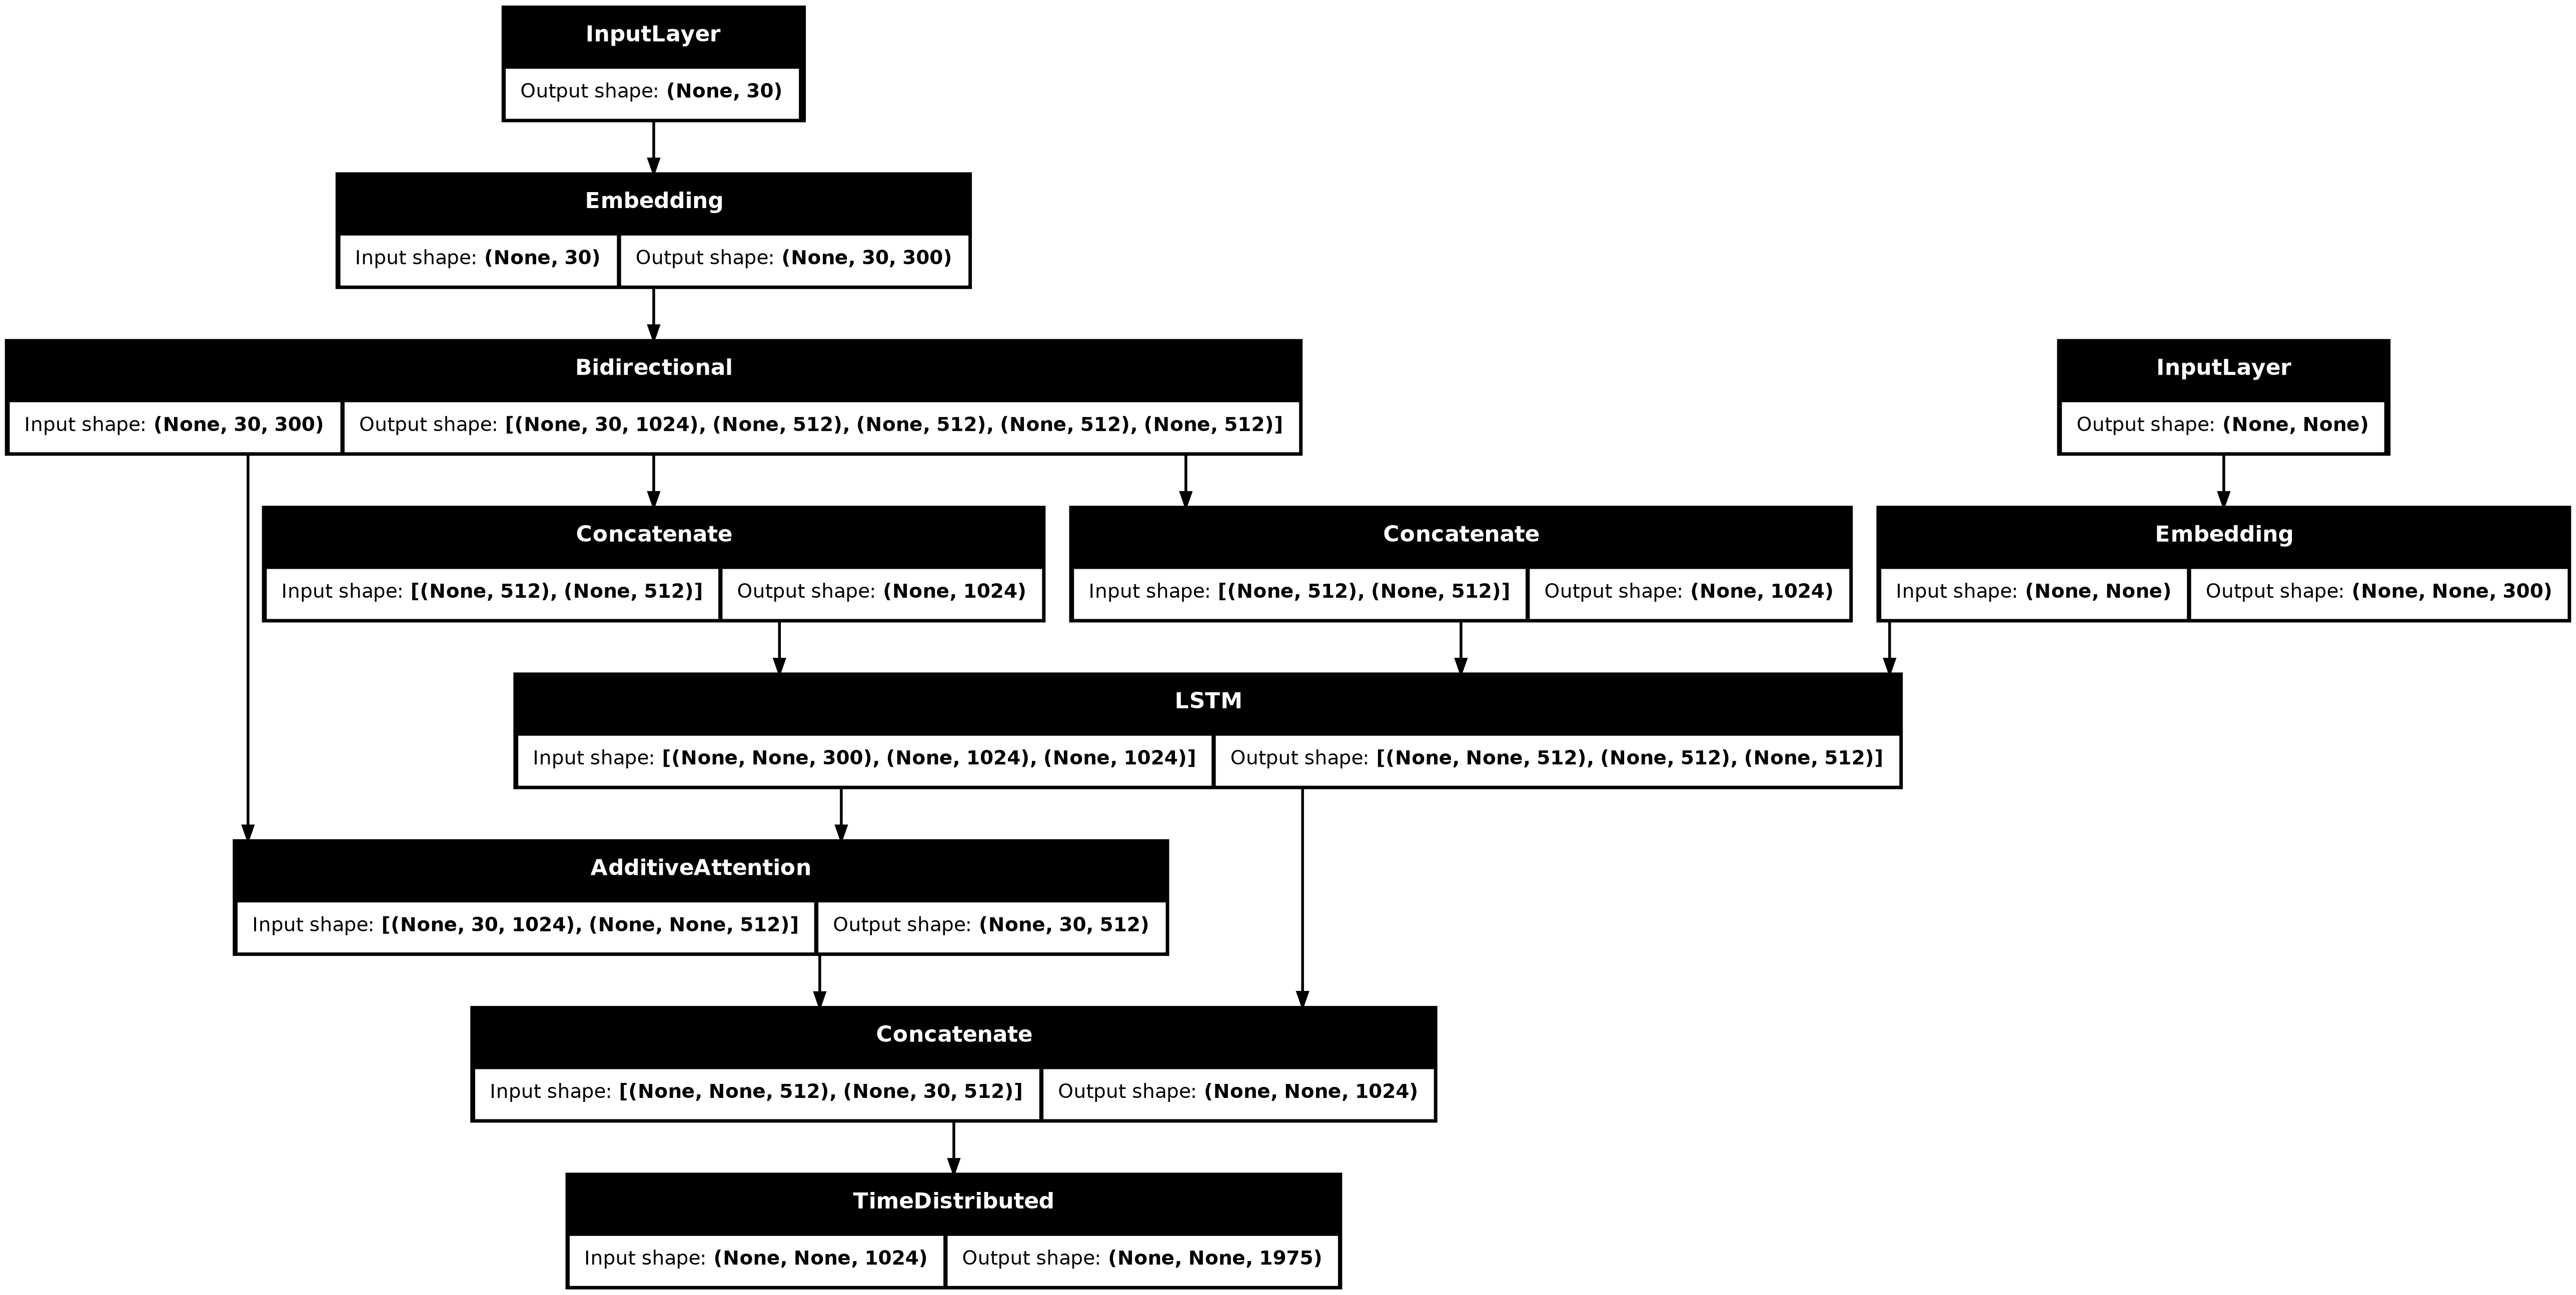 InputLayer
Output shape: (None, 30)
Embedding
Input shape: (None, 30) Output shape: (None, 30, 300)
Bidirectional
Input shape: (None, 30, 300) Output shape: [(None, 30, 1024), (None, 512), (None, 512), (None, 512), (None, 512)]
InputLayer
Output shape: (None, None)
Concatenate
Input shape: [(None, 512), (None, 512)] Output shape: (None, 1024)
Concatenate
Input shape: [(None, 512), (None, 512)] Output shape: (None, 1024)
Embedding
Input shape: (None, None) Output shape: (None, None, 300)
LSTM
Input shape: [(None, None, 300), (None, 1024), (None, 1024)] Output shape: [(None, None, 512), (None, 512), (None, 512)]
AdditiveAttention
Input shape: [(None, 30, 1024), (None, None, 512)] Output shape: (None, 30, 512)
Concatenate
Input shape: [(None, None, 512), (None, 30, 512)] Output shape: (None, None, 1024)
TimeDistributed
Input shape: (None, None, 1024) Output shape: (None, None, 1975)